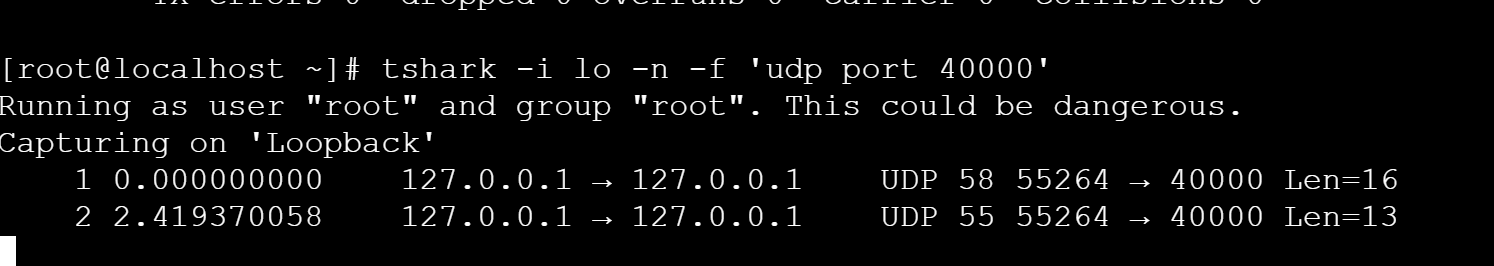 TX errors 0 dropped 0 overruns 0 carrier 0 collisions 0
[root@localhost ~]# tshark -i lo -n -f 'udp port 40000'
Running as user "root" and group "root". This could be dangerous.
Capturing on 'Loopback'
1 0.000000000 127.0.0.1 → 127.0.0.1 UDP 58 55264 → 40000 Len=16
2 2.419370058 127.0.0.1 → 127.0.0.1 UDP 55 55264 → 40000 Len=13